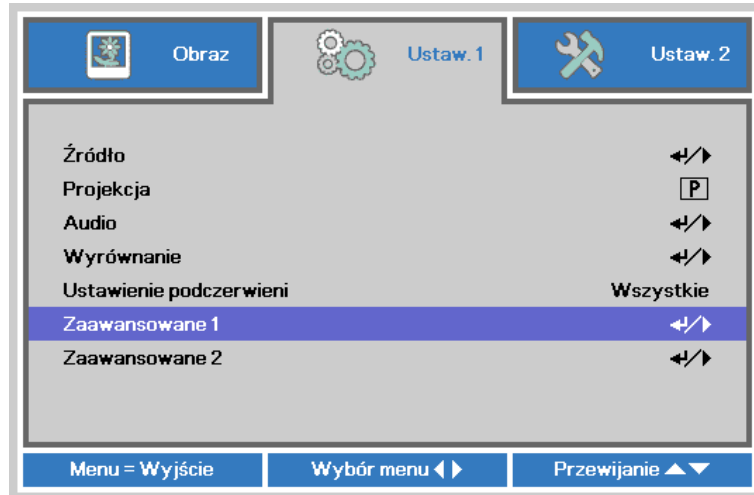 Obraz
Ustaw. 1
Ustaw. 2
Źródło
Projekcja P
Audio
Wyrównanie
Ustawienie podczerwieni Wszystkie
Zaawansowane 1
Zaawansowane 2
Menu = Wyjście
Wybór menu
Przewijanie